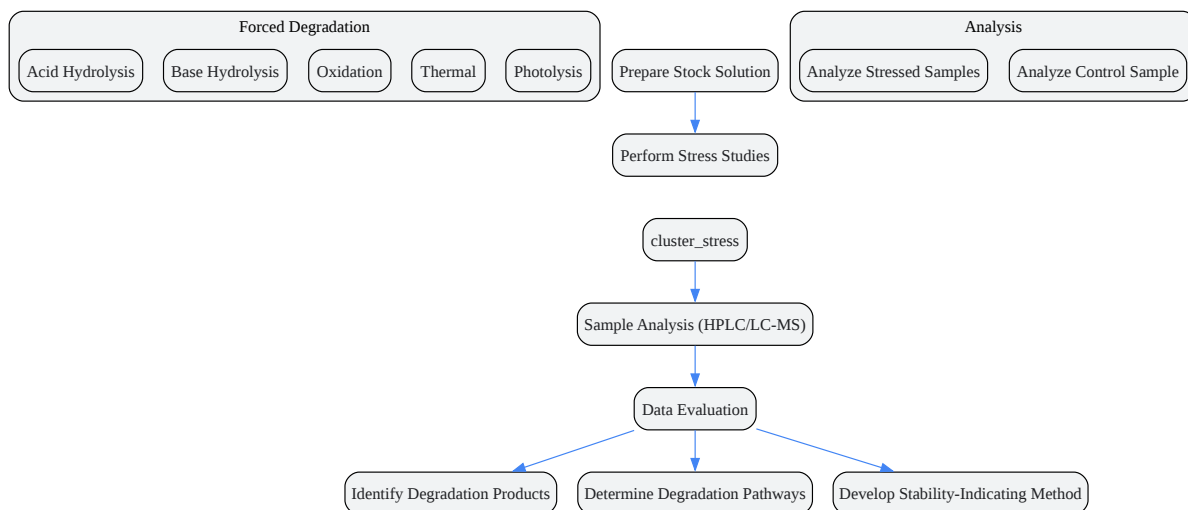 Forced Degradation
Acid Hydrolysis
Base Hydrolysis
Oxidation
Thermal
Photolysis
Prepare Stock Solution
Analysis
Analyze Stressed Samples
Analyze Control Sample
Perform Stress Studies
cluster_stress
Sample Analysis (HPLC/LC-MS)
Data Evaluation
Identify Degradation Products
Determine Degradation Pathways
Develop Stability-Indicating Method